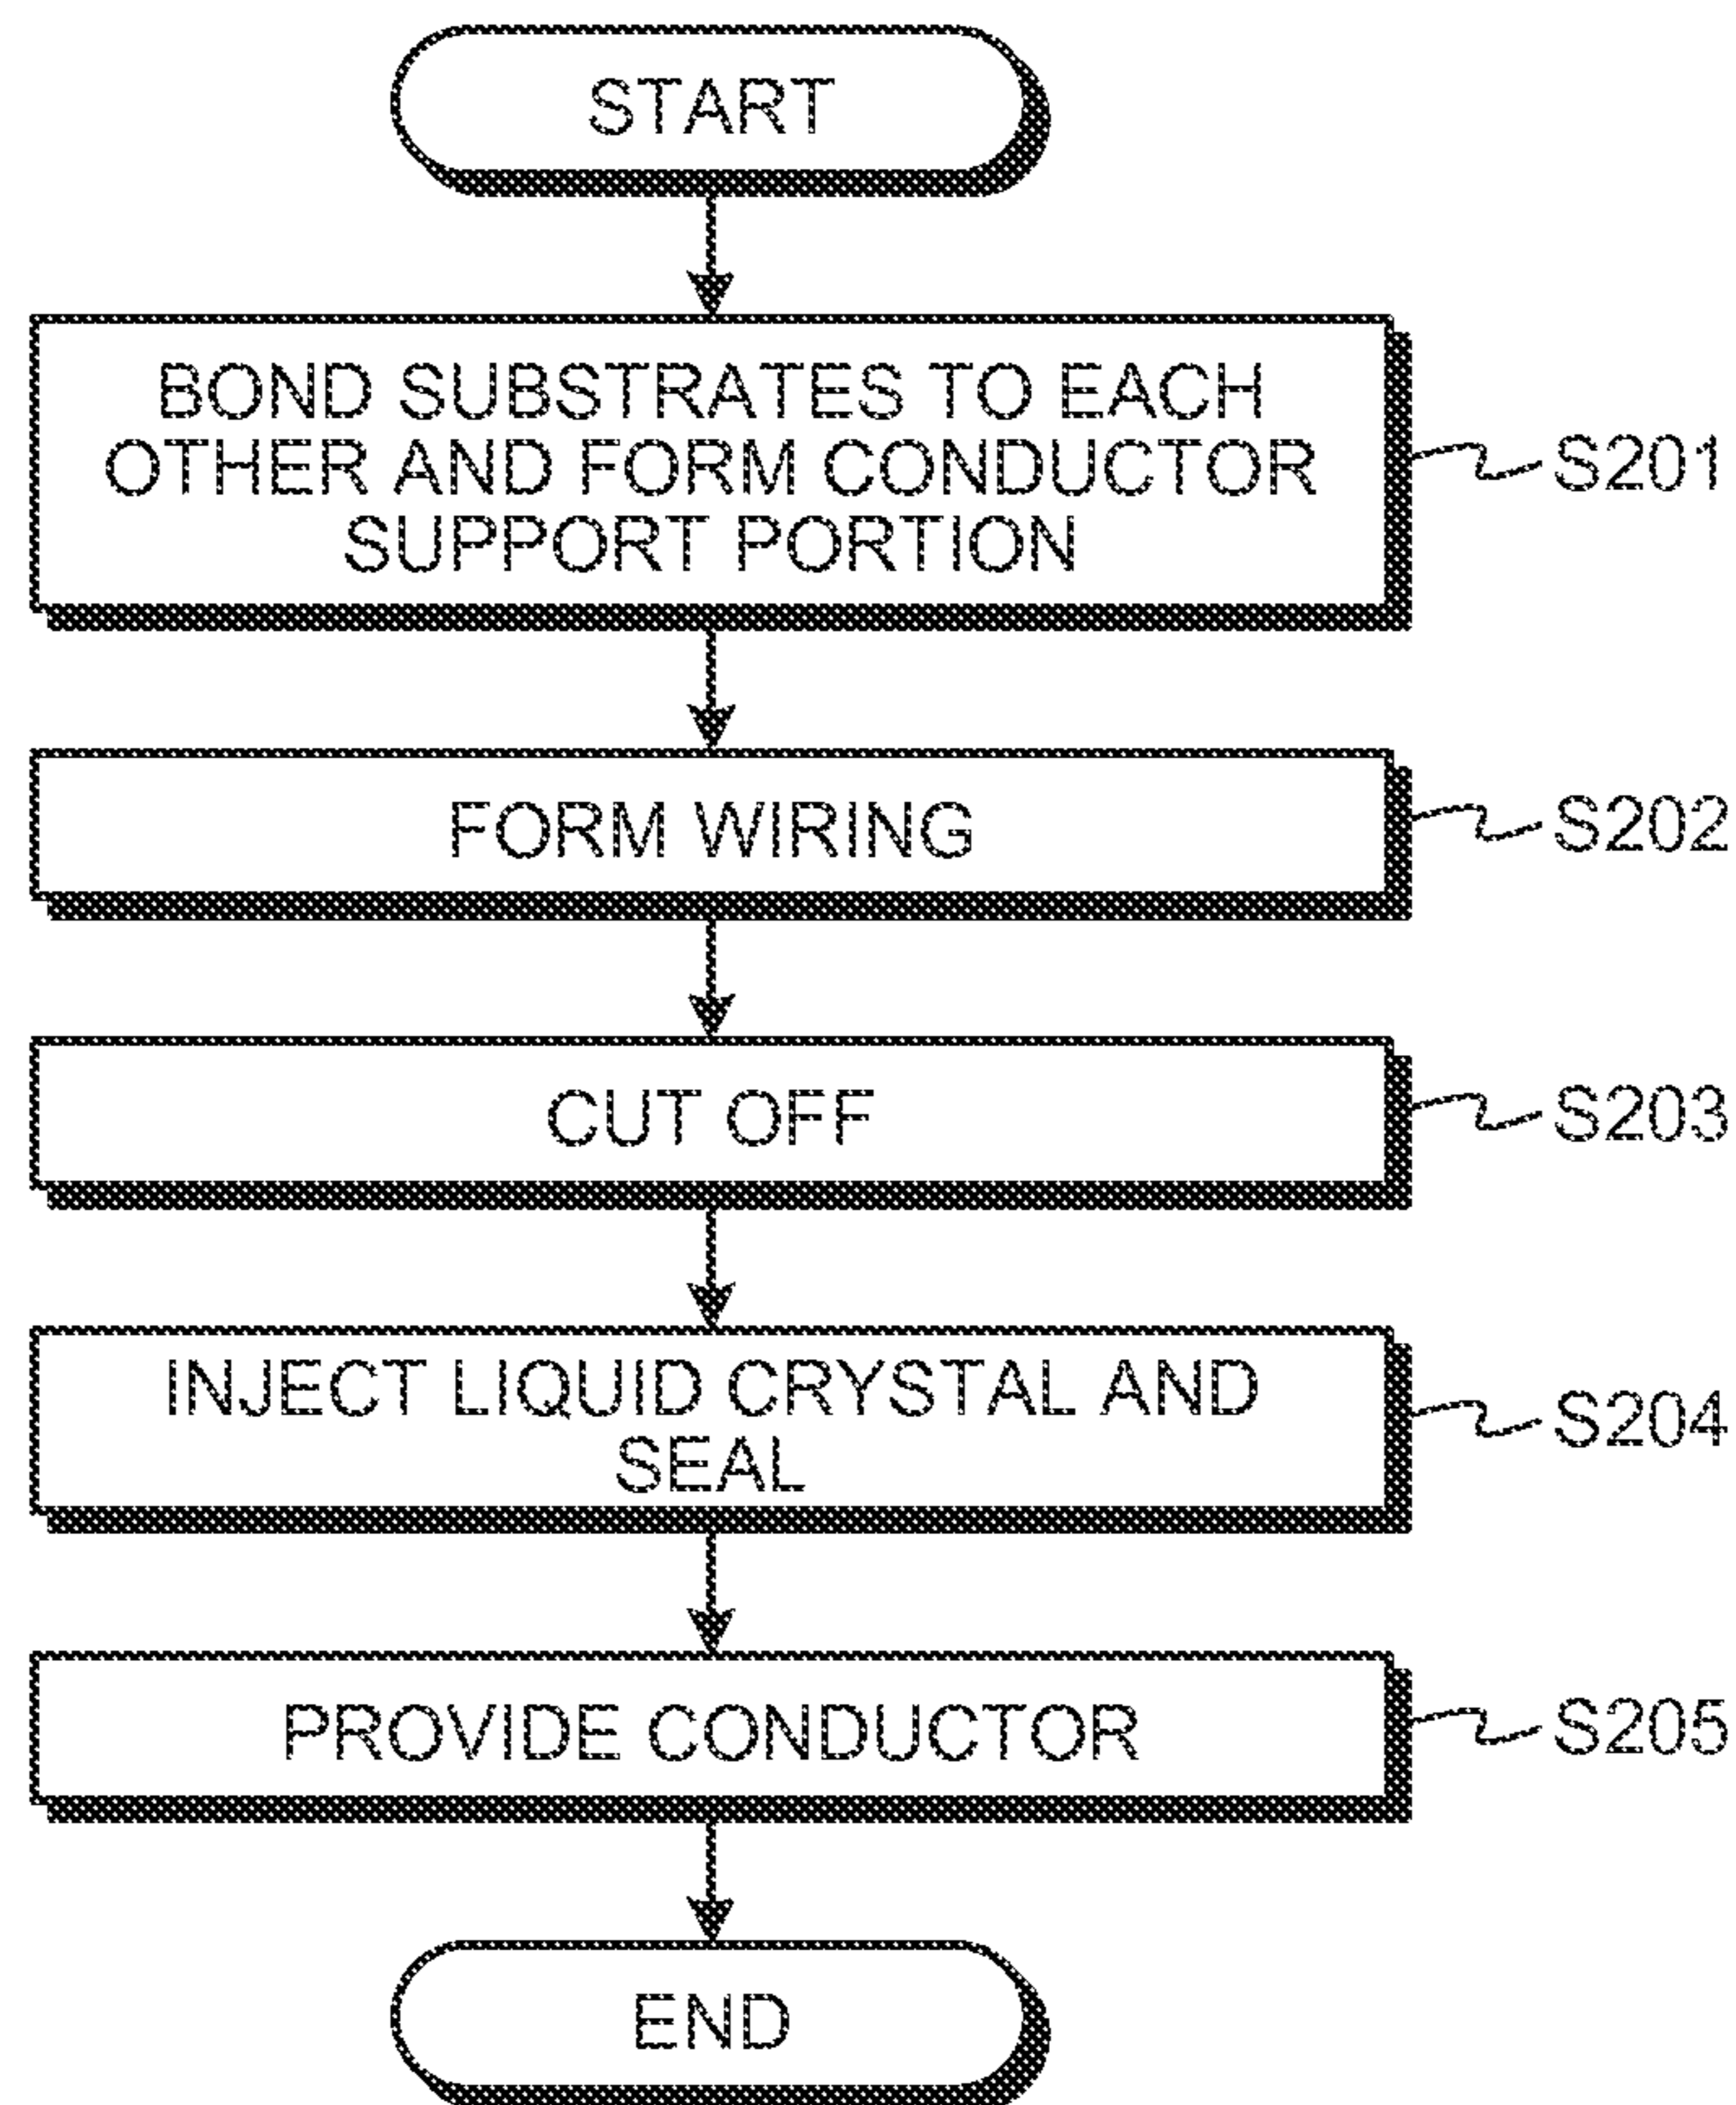 START
BOND SUBSTRATES TO EACH
OTHER AND FORM CONDUCTOR
SUPPORT PORTION
S201
FORM WIRING
S202
CUT OFF
S203
INJECT LIQUID CRYSTAL AND
SEAL
S204
PROVIDE CONDUCTOR
S205
END